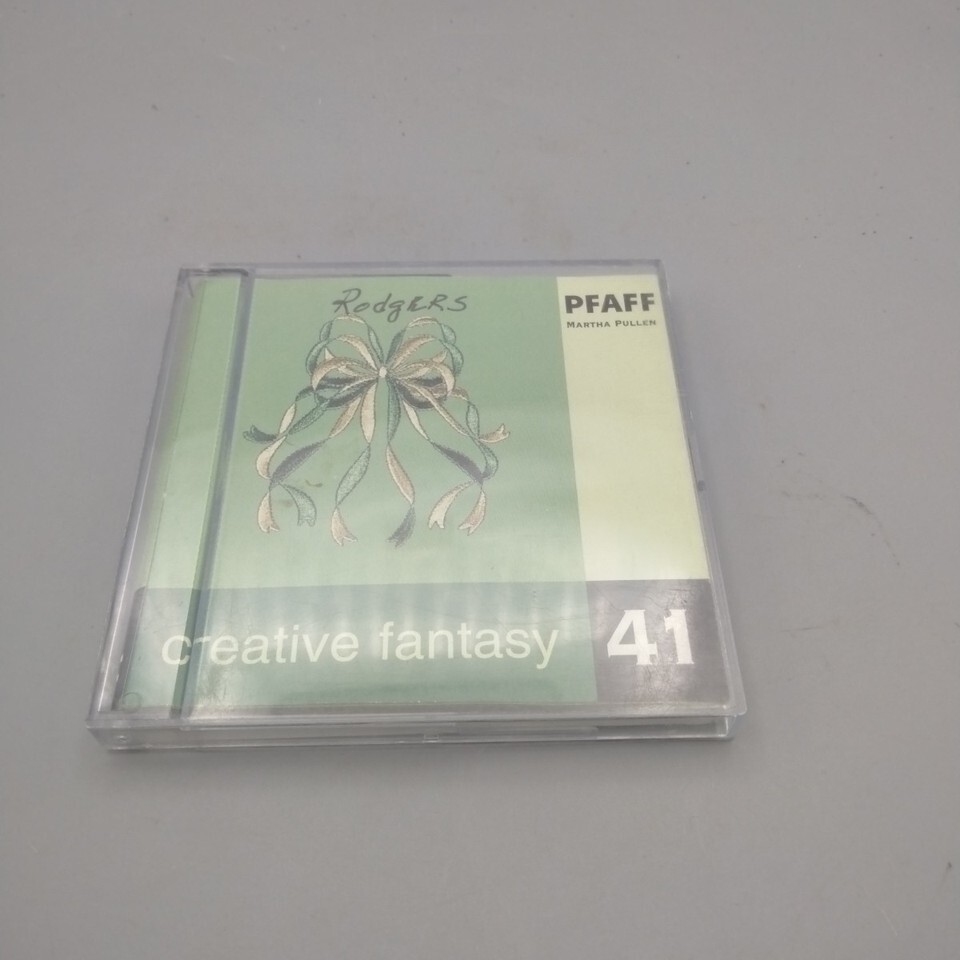 RodgERS
PFAFF
MARTHA PULLEN
creative fantasy
41